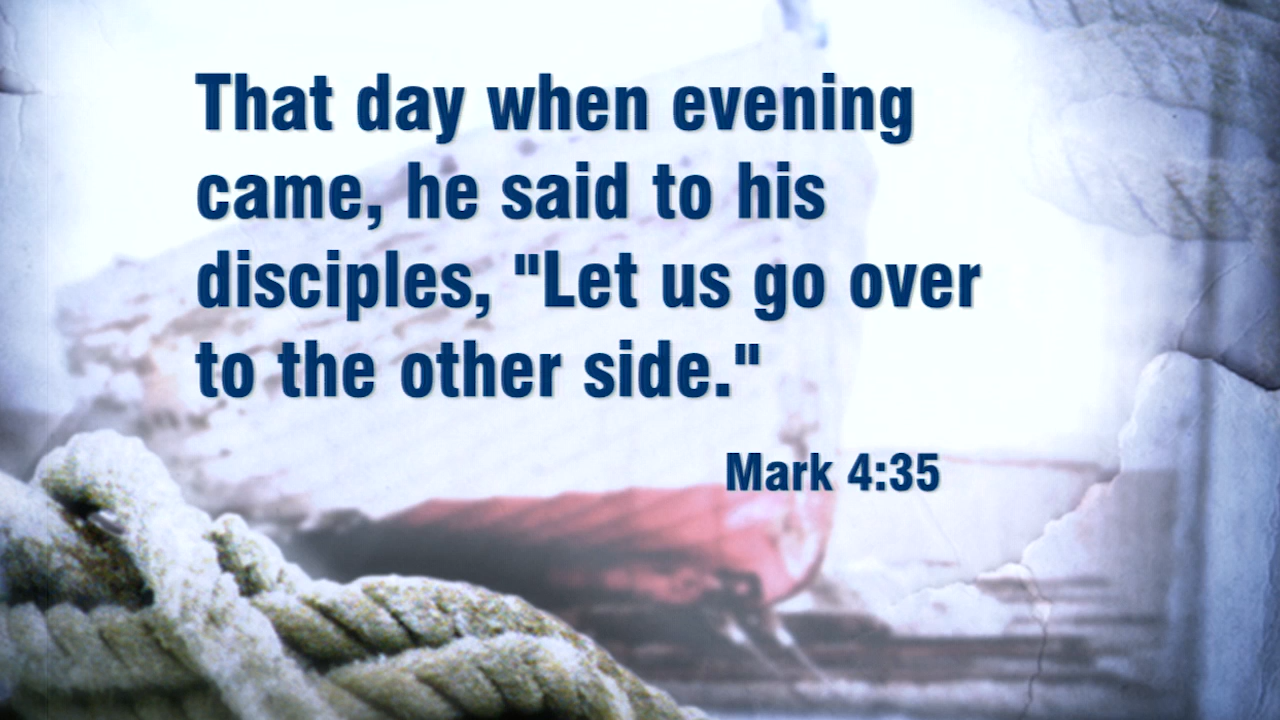 That day when evening
came, he said to his
disciples, "Let us go over
to the other side."
Mark 4:35